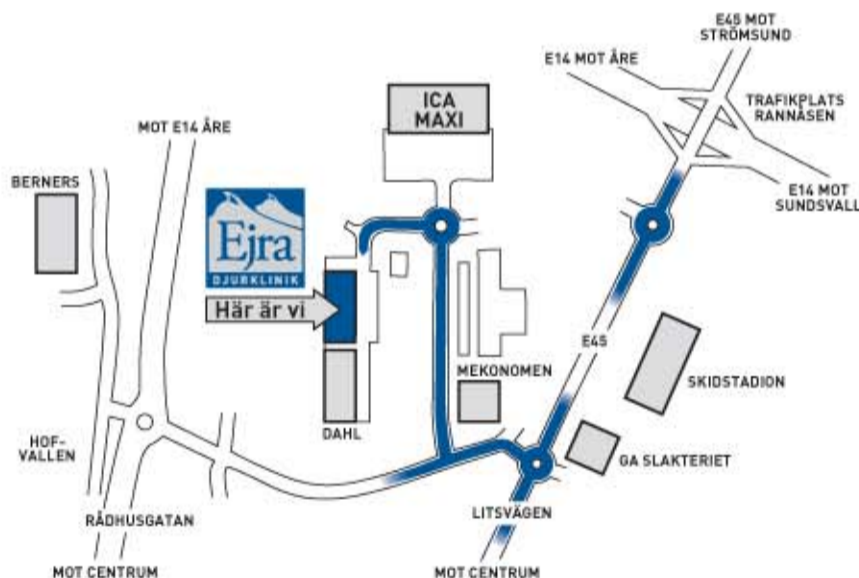 E45 MOT
STRÖMSUND
E14 MOT ÅRE
TRAFIKPLATS
RANNÅSEN
ICA
MAXI
MOT E14 ÅRE
BERNERS
E14 MOT
SUNDSVALL
Ejra
DJURKLINIK
Här är vi
E45
MEKONOMEN
SKIDSTADION
DAHL
HOF-
VALLEN
GA SLAKTERIET
RÅDHUSGATAN
LITSVÄGEN
MOT CENTRUM
MOT CENTRUM